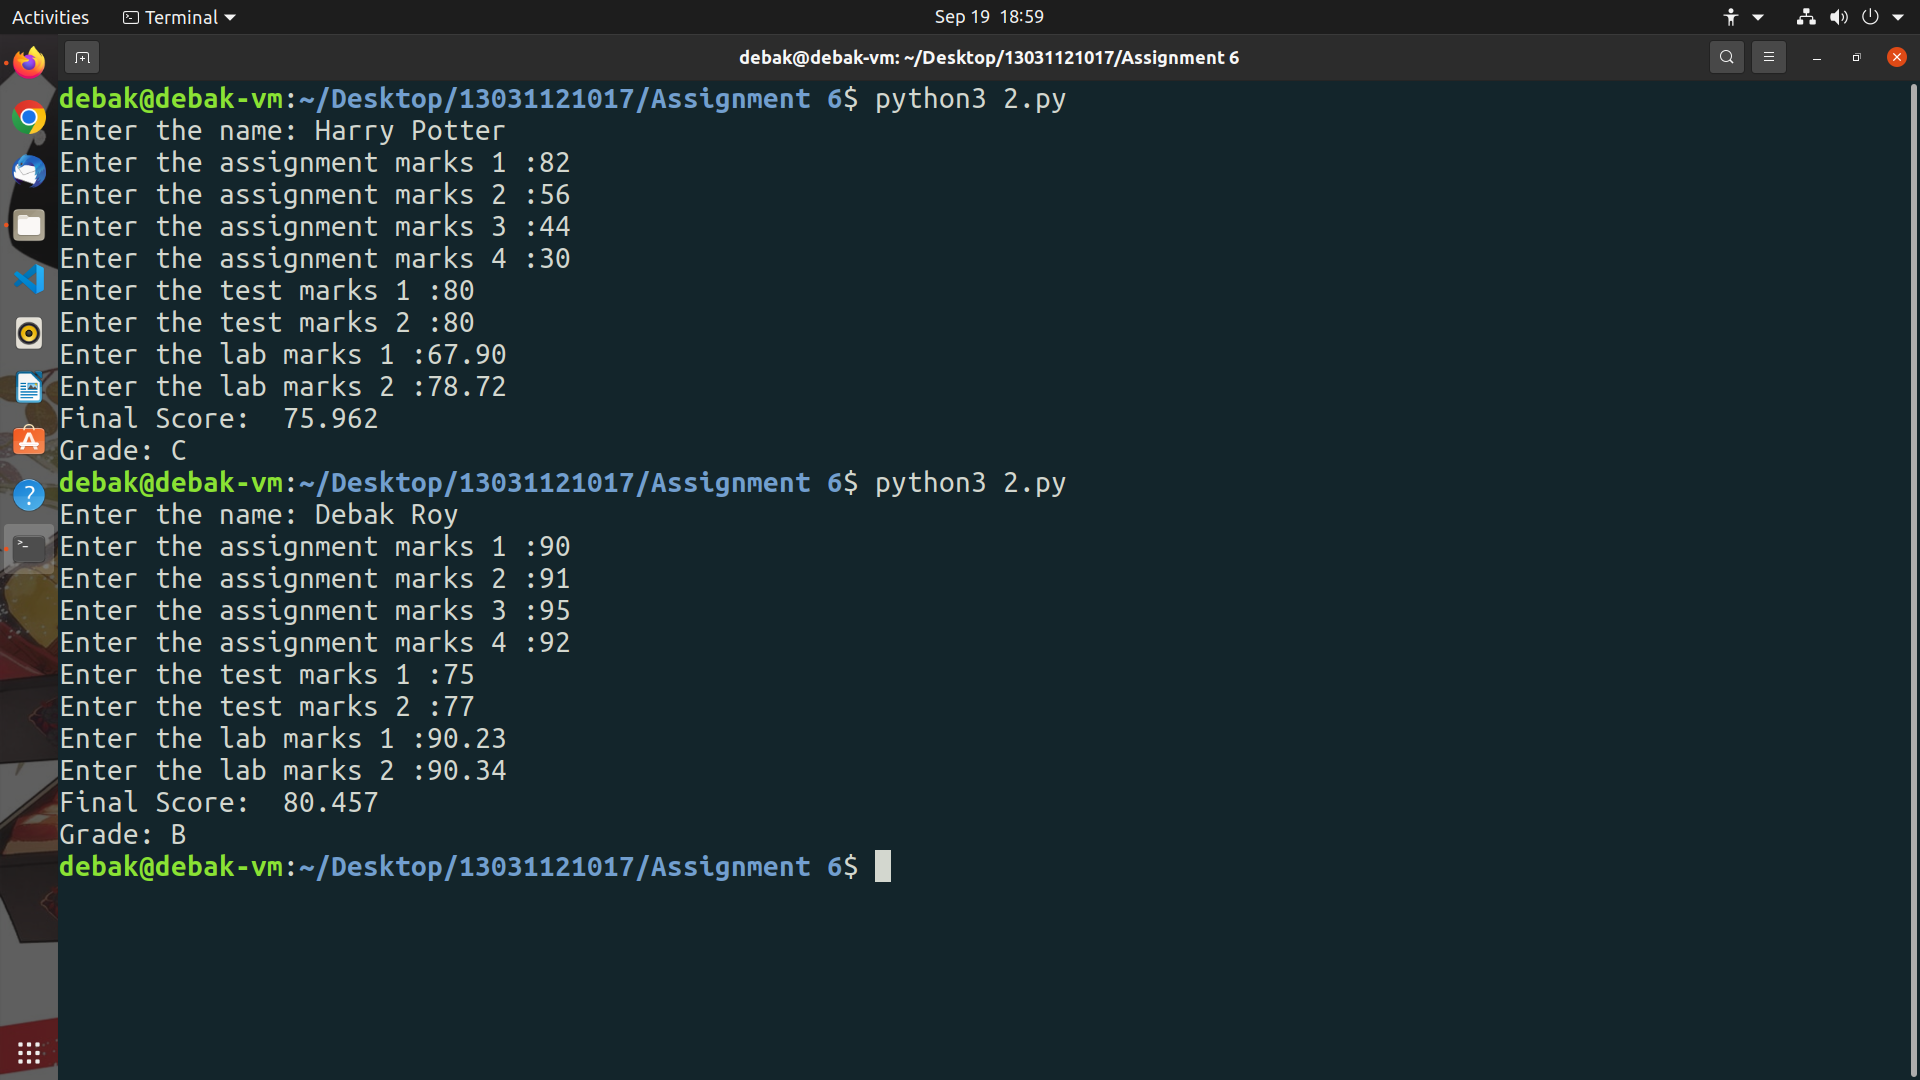 Activities Terminal Sep 19 18:59
debak@debak-vm: ~/Desktop/13031121017/Assignment 6
debak@debak-vm:~/Desktop/13031121017/Assignment 6$ python3 2.py
Enter the name: Harry Potter
Enter the assignment marks 1 :82
Enter the assignment marks 2 :56
Enter the assignment marks 3 :44
Enter the assignment marks 4 :30
Enter the test marks 1 :80
Enter the test marks 2 :80
Enter the lab marks 1 :67.90
Enter the lab marks 2 :78.72
Final Score:  75.962
Grade: C
debak@debak-vm:~/Desktop/13031121017/Assignment 6$ python3 2.py
Enter the name: Debak Roy
Enter the assignment marks 1 :90
Enter the assignment marks 2 :91
Enter the assignment marks 3 :95
Enter the assignment marks 4 :92
Enter the test marks 1 :75
Enter the test marks 2 :77
Enter the lab marks 1 :90.23
Enter the lab marks 2 :90.34
Final Score:  80.457
Grade: B
debak@debak-vm:~/Desktop/13031121017/Assignment 6$